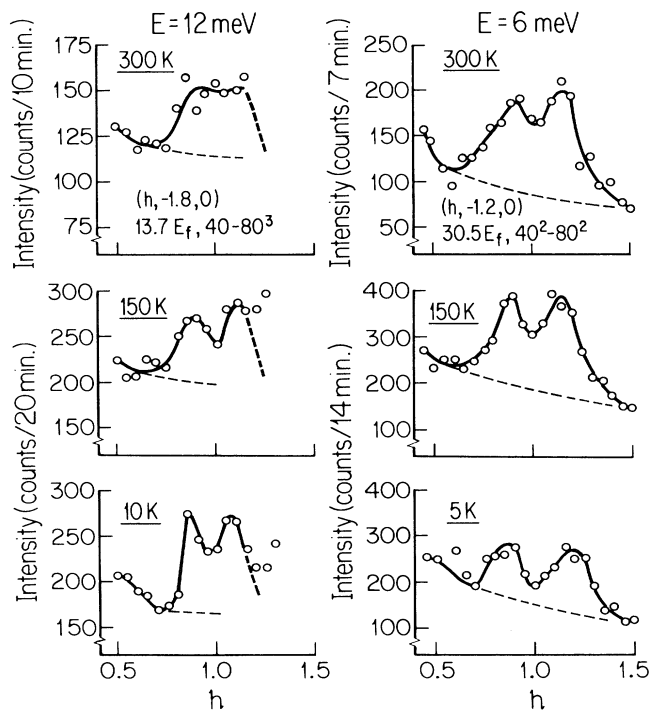 E = 12 meV
E = 6 meV
Intensity (counts/10 min.)
175
150
125
100
75
300 K
(h, -1.8, 0)
13.7 E_f, 40-80³
Intensity (counts/7 min.)
250
200
150
100
50
300 K
(h, -1.2, 0)
30.5 E_f, 40²-80²
Intensity (counts/20 min.)
300
250
200
150
150 K
Intensity (counts/14 min.)
400
300
200
100
150 K
300
250
200
150
10 K
400
300
200
100
5 K
0.5
1.0
1.5
h
0.5
1.0
1.5
h